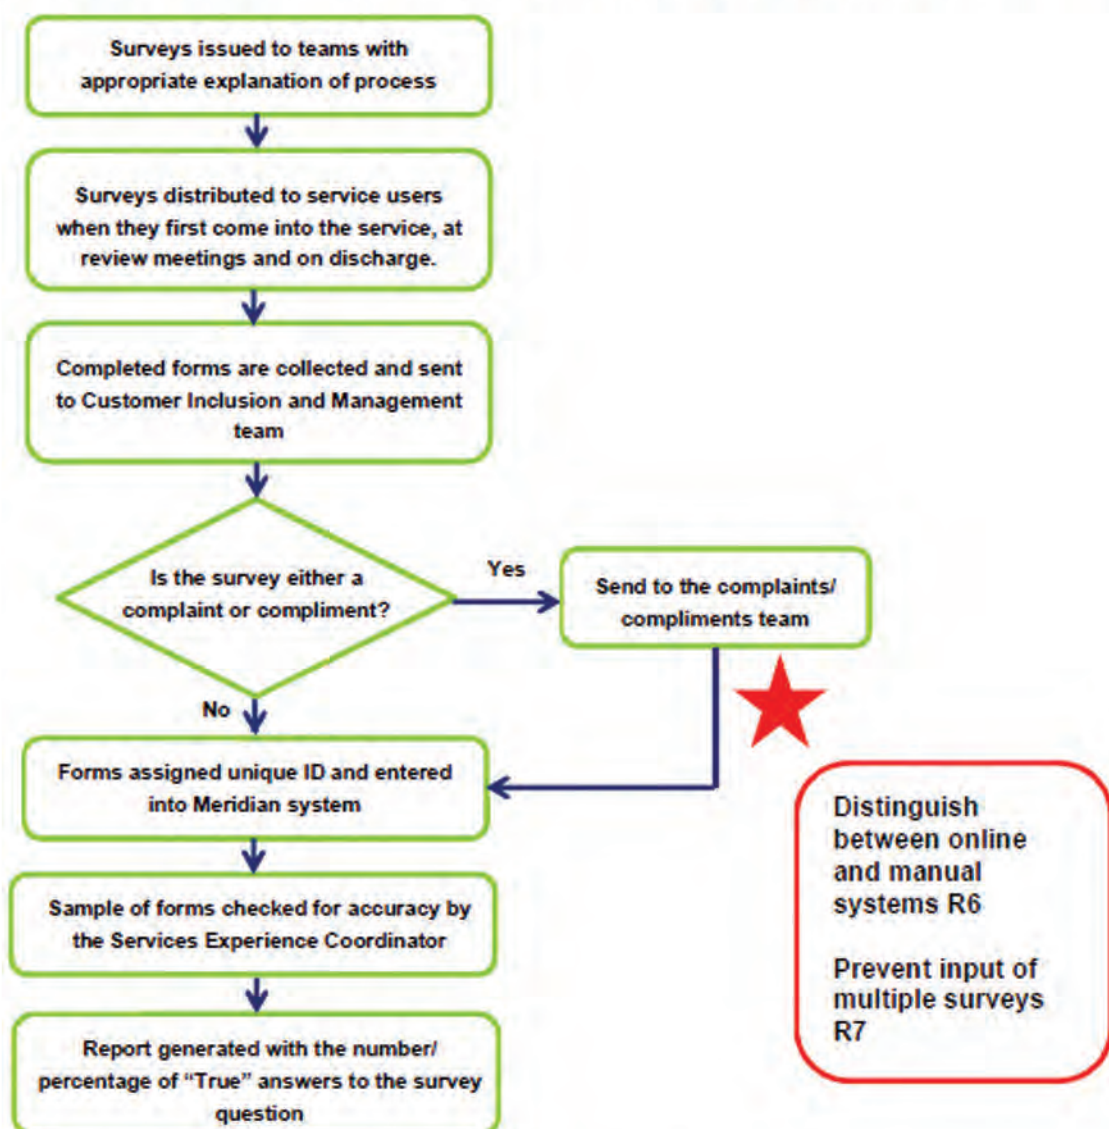 Surveys issued to teams with
appropriate explanation of process
Surveys distributed to service users
when they first come into the service, at
review meetings and on discharge.
Completed forms are collected and sent
to Customer Inclusion and Management
team
Is the survey either a
complaint or compliment?
Yes
Send to the complaints/
compliments team
No
Forms assigned unique ID and entered
into Meridian system
Sample of forms checked for accuracy by
the Services Experience Coordinator
Report generated with the number/
percentage of “True” answers to the survey
question
Distinguish
between online
and manual
systems R6
Prevent input of
multiple surveys
R7